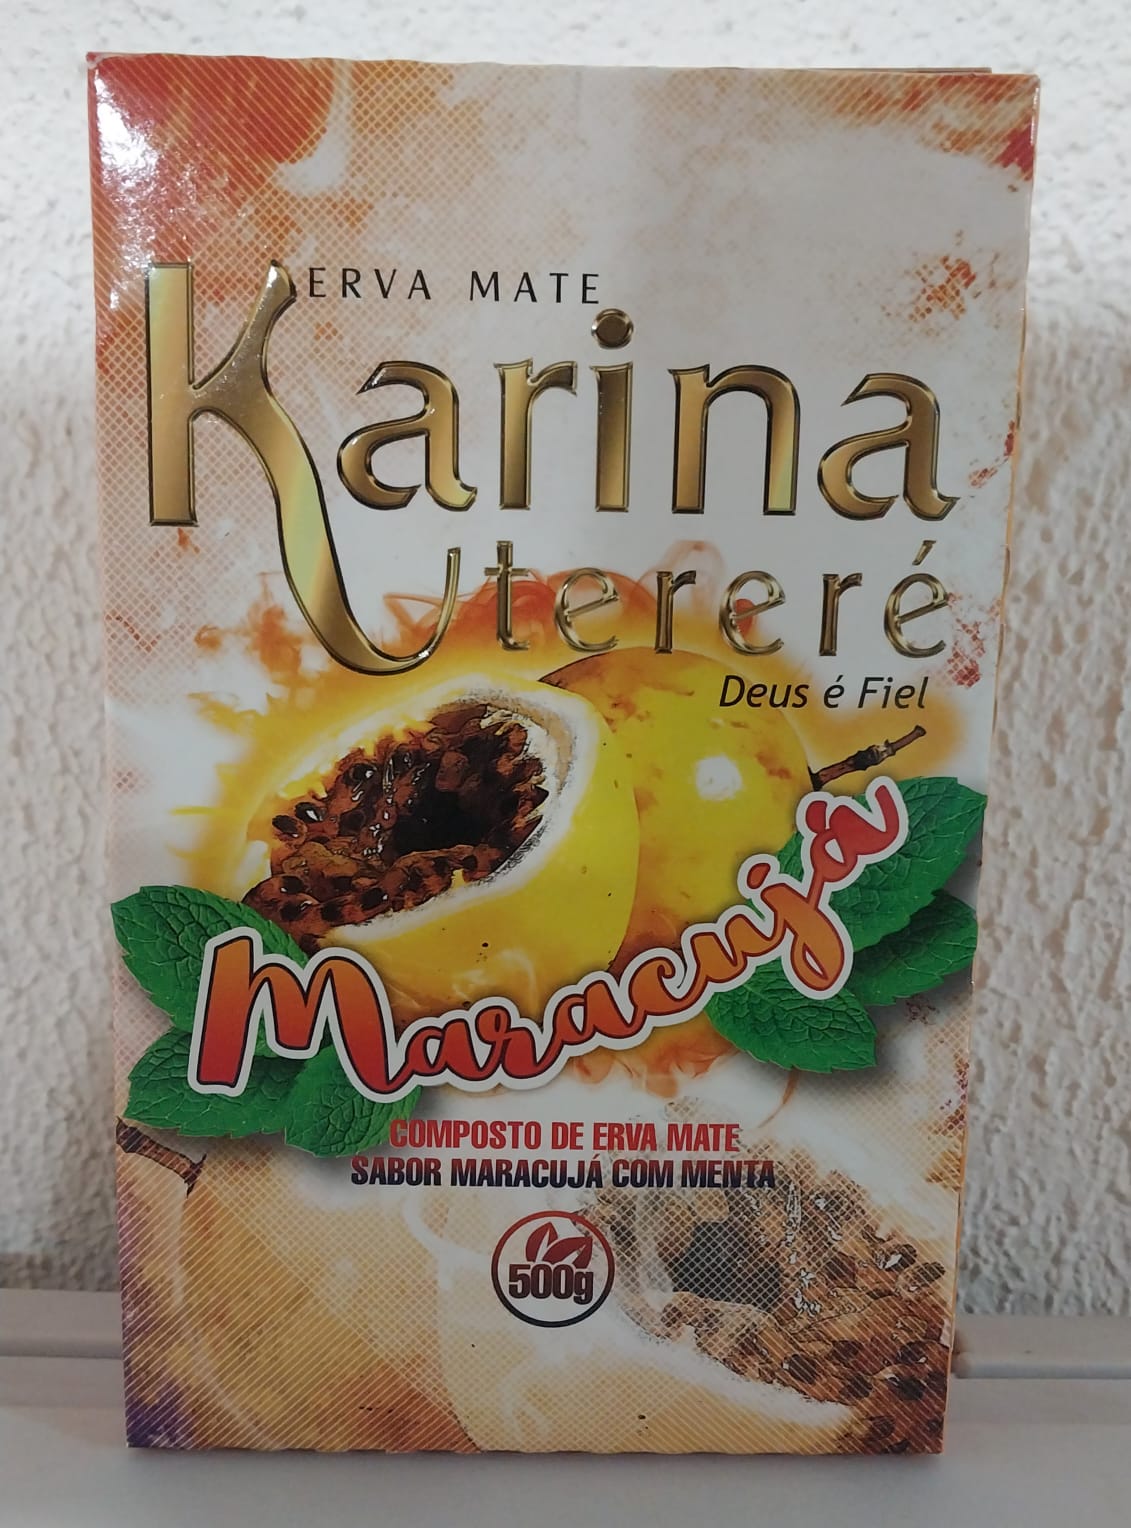 ERVA MATE
Karina
tereré
Deus é Fiel
Maracujá
COMPOSTO DE ERVA MATE
SABOR MARACUJÁ COM MENTA
500g